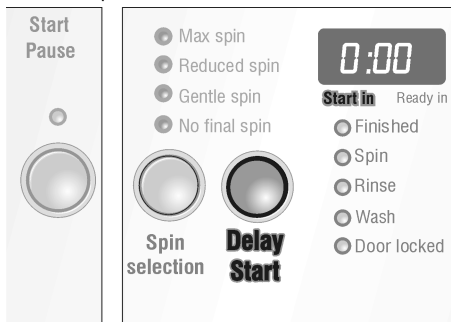 Start
Pause
Max spin
Reduced spin
Gentle spin
No final spin
Spin
selection
Delay
Start
0:00
Start in Ready in
Finished
Spin
Rinse
Wash
Door locked